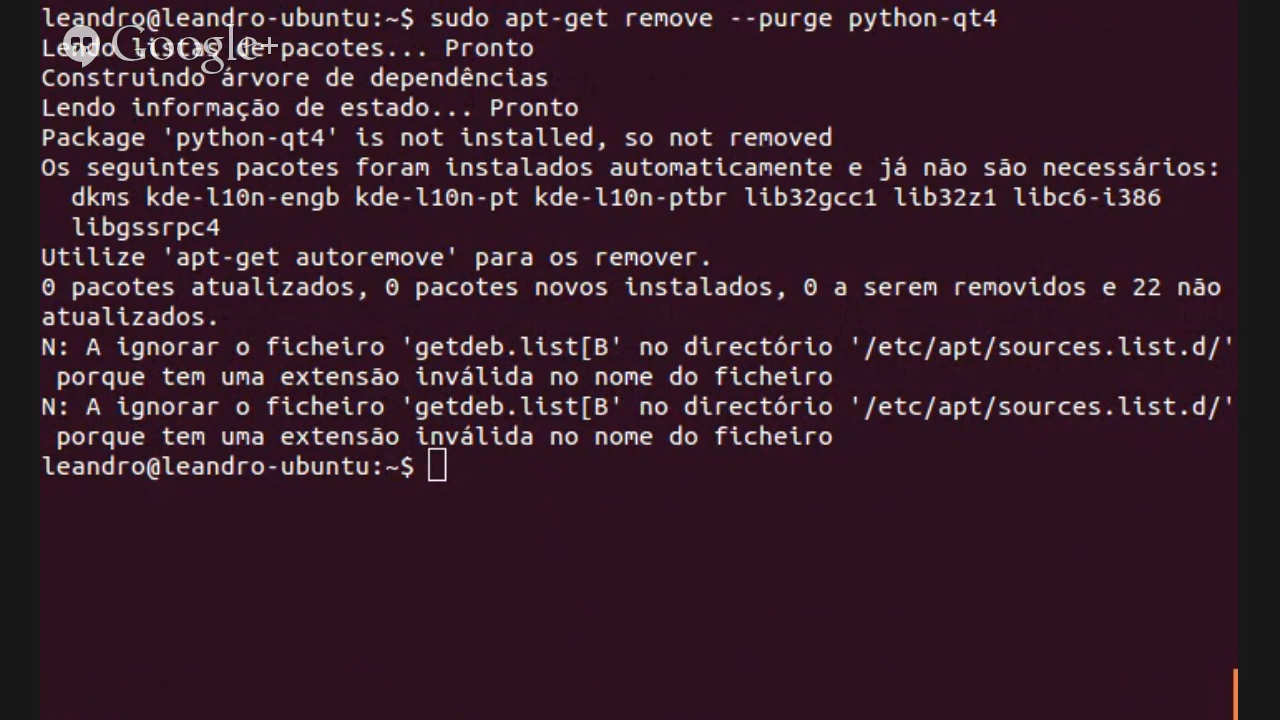 leandro@leandro-ubuntu:~$ sudo apt-get remove --purge python-qt4
Google+
Lendo listas de pacotes... Pronto
Construindo árvore de dependências
Lendo informação de estado... Pronto
Package 'python-qt4' is not installed, so not removed
Os seguintes pacotes foram instalados automaticamente e já não são necessários:
dkms kde-l10n-engb kde-l10n-pt kde-l10n-ptbr lib32gcc1 lib32z1 libc6-i386
libgssrpc4
Utilize 'apt-get autoremove' para os remover.
0 pacotes atualizados, 0 pacotes novos instalados, 0 a serem removidos e 22 não
atualizados.
N: A ignorar o ficheiro 'getdeb.list[B' no directório '/etc/apt/sources.list.d/'
porque tem uma extensão inválida no nome do ficheiro
N: A ignorar o ficheiro 'getdeb.list[B' no directório '/etc/apt/sources.list.d/'
porque tem uma extensão inválida no nome do ficheiro
leandro@leandro-ubuntu:~$